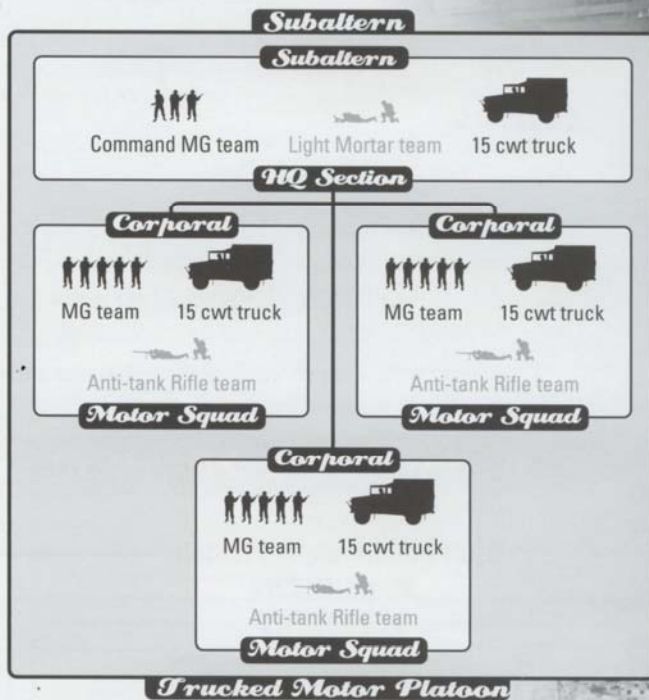 Subaltern
Subaltern
Command MG team Light Mortar team 15 cwt truck
HQ Section
Corporal
MG team 15 cwt truck
Anti-tank Rifle team
Motor Squad
Corporal
MG team 15 cwt truck
Anti-tank Rifle team
Motor Squad
Corporal
MG team 15 cwt truck
Anti-tank Rifle team
Motor Squad
Trucked Motor Platoon